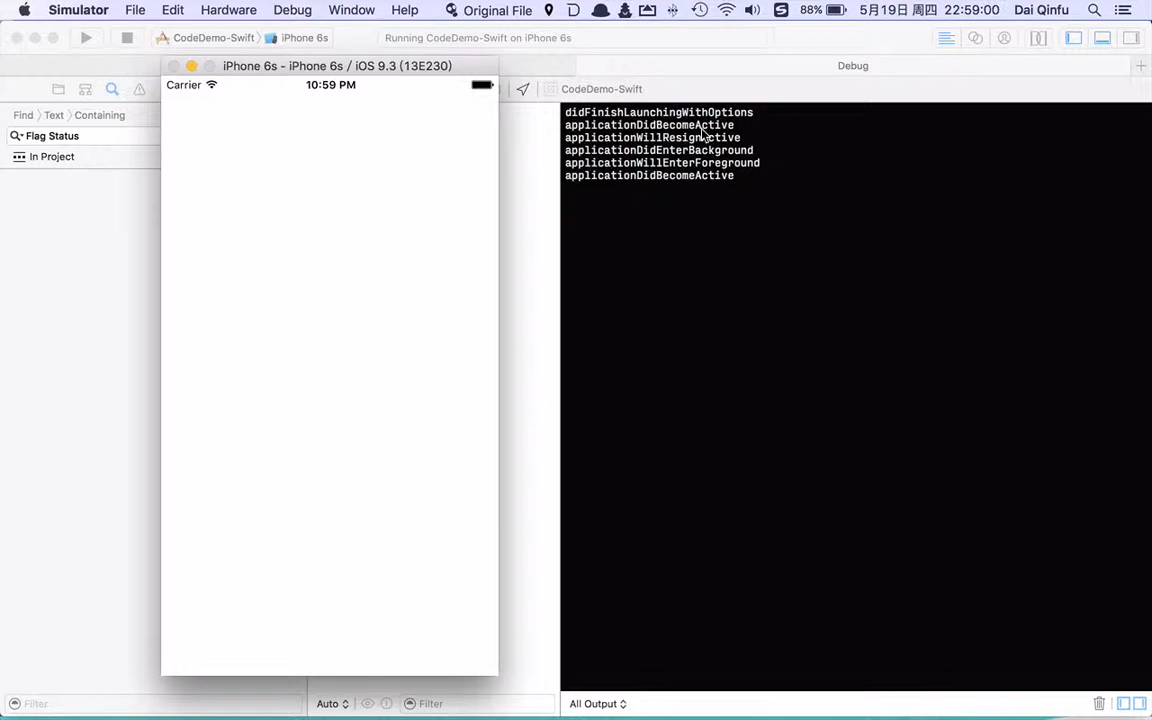 Simulator File Edit Hardware Debug Window Help Original File 88% 5月19日 周四 22:59:00 Dai Qinfu
CodeDemo-Swift iPhone 6s Running CodeDemo-Swift on iPhone 6s
iPhone 6s - iPhone 6s / iOS 9.3 (13E230)
Debug
Carrier 10:59 PM
CodeDemo-Swift
Find Text Containing
Flag Status
In Project
didFinishLaunchingWithOptions
applicationDidBecomeActive
applicationWillResignActive
applicationDidEnterBackground
applicationWillEnterForeground
applicationDidBecomeActive
Filter Auto Filter All Output